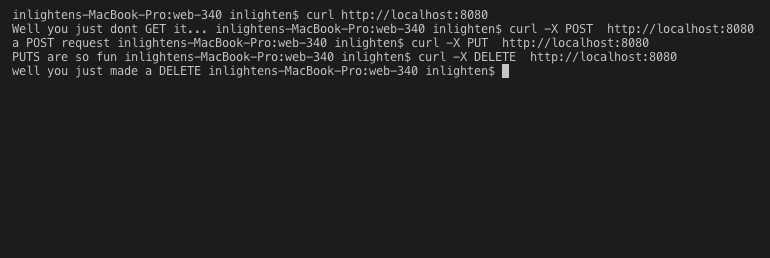 inlightens-MacBook-Pro:web-340 inlighten$ curl http://localhost:8080
Well you just dont GET it... inlightens-MacBook-Pro:web-340 inlighten$ curl -X POST  http://localhost:8080
a POST request inlightens-MacBook-Pro:web-340 inlighten$ curl -X PUT  http://localhost:8080
PUTS are so fun inlightens-MacBook-Pro:web-340 inlighten$ curl -X DELETE  http://localhost:8080
well you just made a DELETE inlightens-MacBook-Pro:web-340 inlighten$